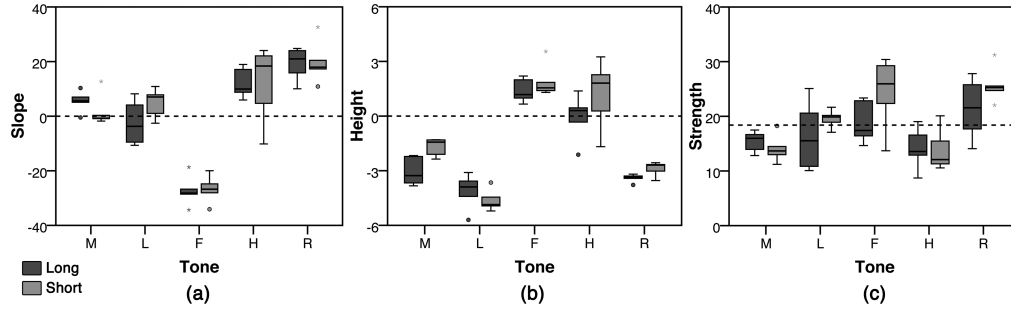 Slope
40
20
0
-20
-40
M L F H R
Tone
(a)
Long
Short
Height
6
3
0
-3
-6
M L F H R
Tone
(b)
Strength
40
30
20
10
0
M L F H R
Tone
(c)